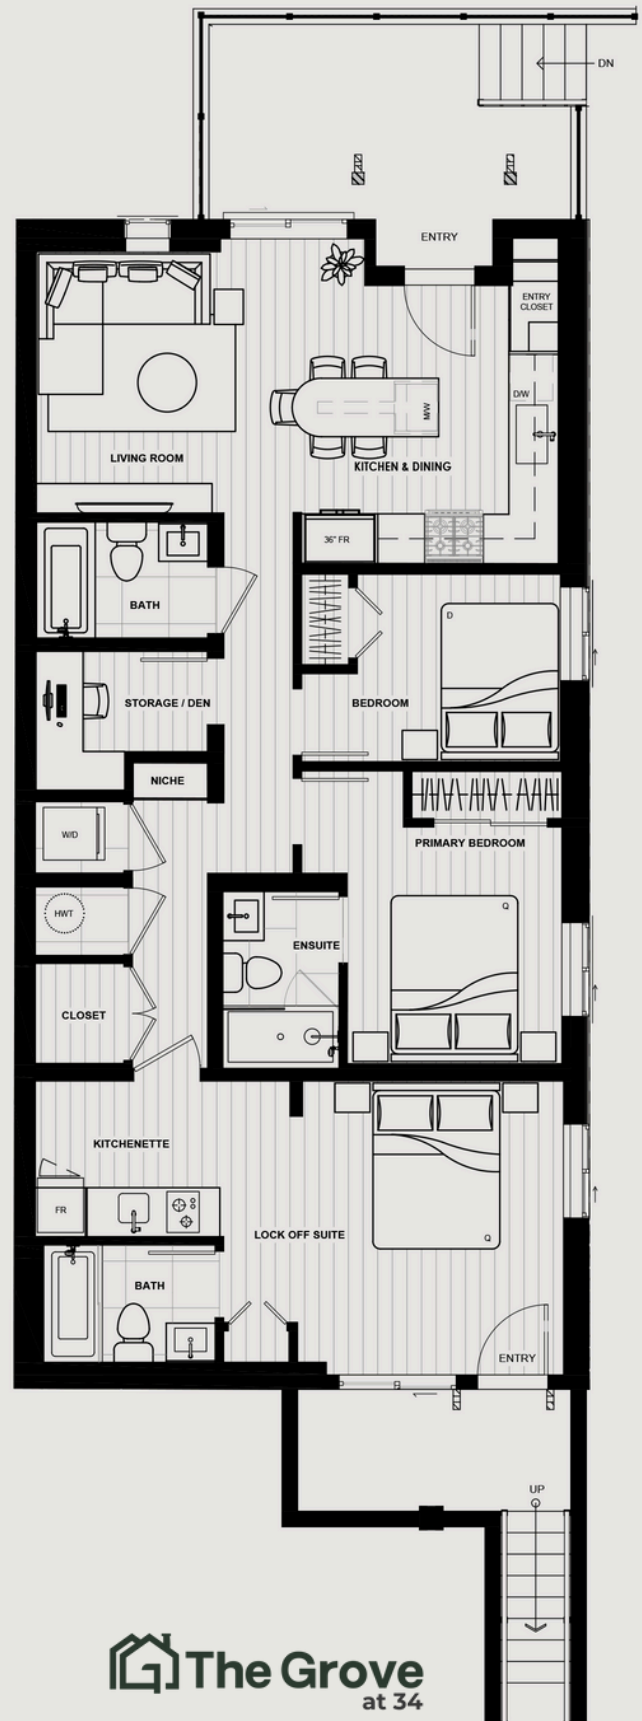 DN
ENTRY
ENTRY
CLOSET
D/W
M/W
LIVING ROOM
KITCHEN & DINING
36" FR
BATH
D
STORAGE / DEN
BEDROOM
NICHE
W/D
PRIMARY BEDROOM
HWT
Q
ENSUITE
CLOSET
KITCHENETTE
FR
LOCK OFF SUITE
Q
BATH
ENTRY
UP
The Grove
at 34